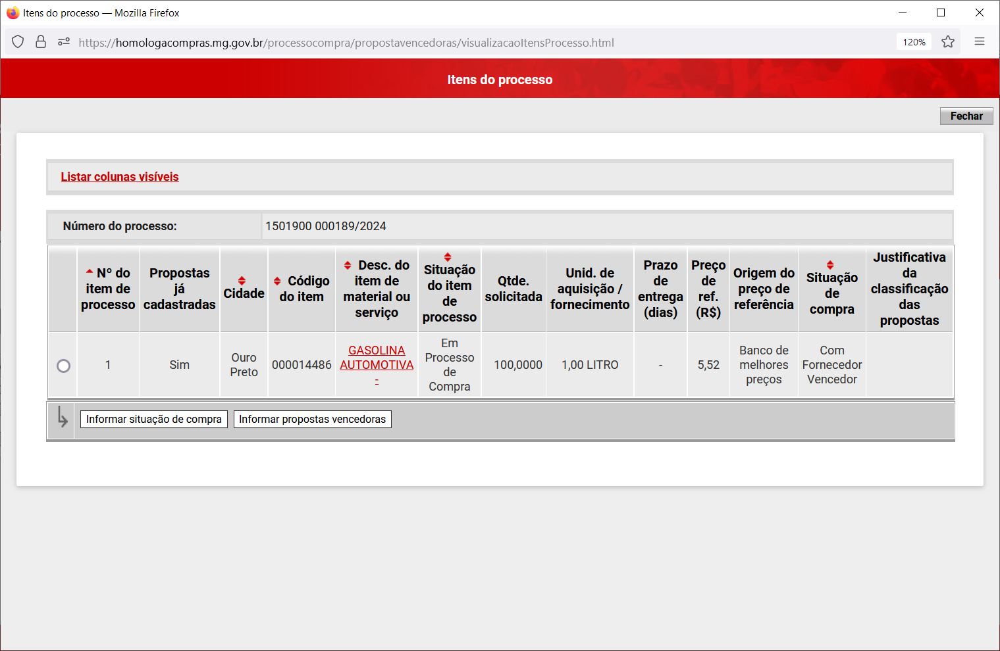 Itens do processo — Mozilla Firefox
https://homologacompras.mg.gov.br/processocompra/propostavencedoras/visualizacaoItensProcesso.html
120%
Itens do processo
Fechar
Listar colunas visíveis
Número do processo:
1501900 000189/2024
Nº do
item de
processo
Propostas
já
cadastradas
Cidade
Código
do item
Desc. do
item de
material ou
serviço
Situação
do item
de
processo
Qtde.
solicitada
Unid. de
aquisição /
fornecimento
Prazo
de
entrega
(dias)
Preço
de
ref.
(R$)
Origem do
preço de
referência
Situação
de
compra
Justificativa
da
classificação
das
propostas
1
Sim
Ouro
Preto
000014486
GASOLINA
AUTOMOTIVA
-
Em
Processo
de
Compra
100,0000
1,00 LITRO
-
5,52
Banco de
melhores
preços
Com
Fornecedor
Vencedor
Informar situação de compra
Informar propostas vencedoras